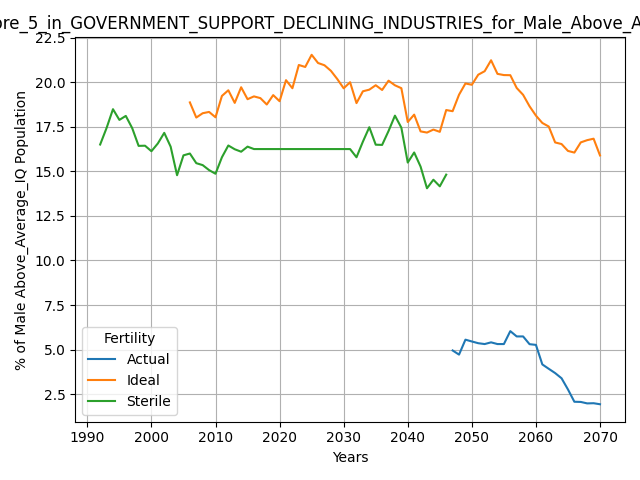 ore_5_in_GOVERNMENT_SUPPORT_DECLINING_INDUSTRIES_for_Male_Above_A
% of Male Above_Average_IQ Population
22.5
20.0
17.5
15.0
12.5
10.0
7.5
5.0
2.5
Fertility
Actual
Ideal
Sterile
1990 2000 2010 2020 2030 2040 2050 2060 2070
Years